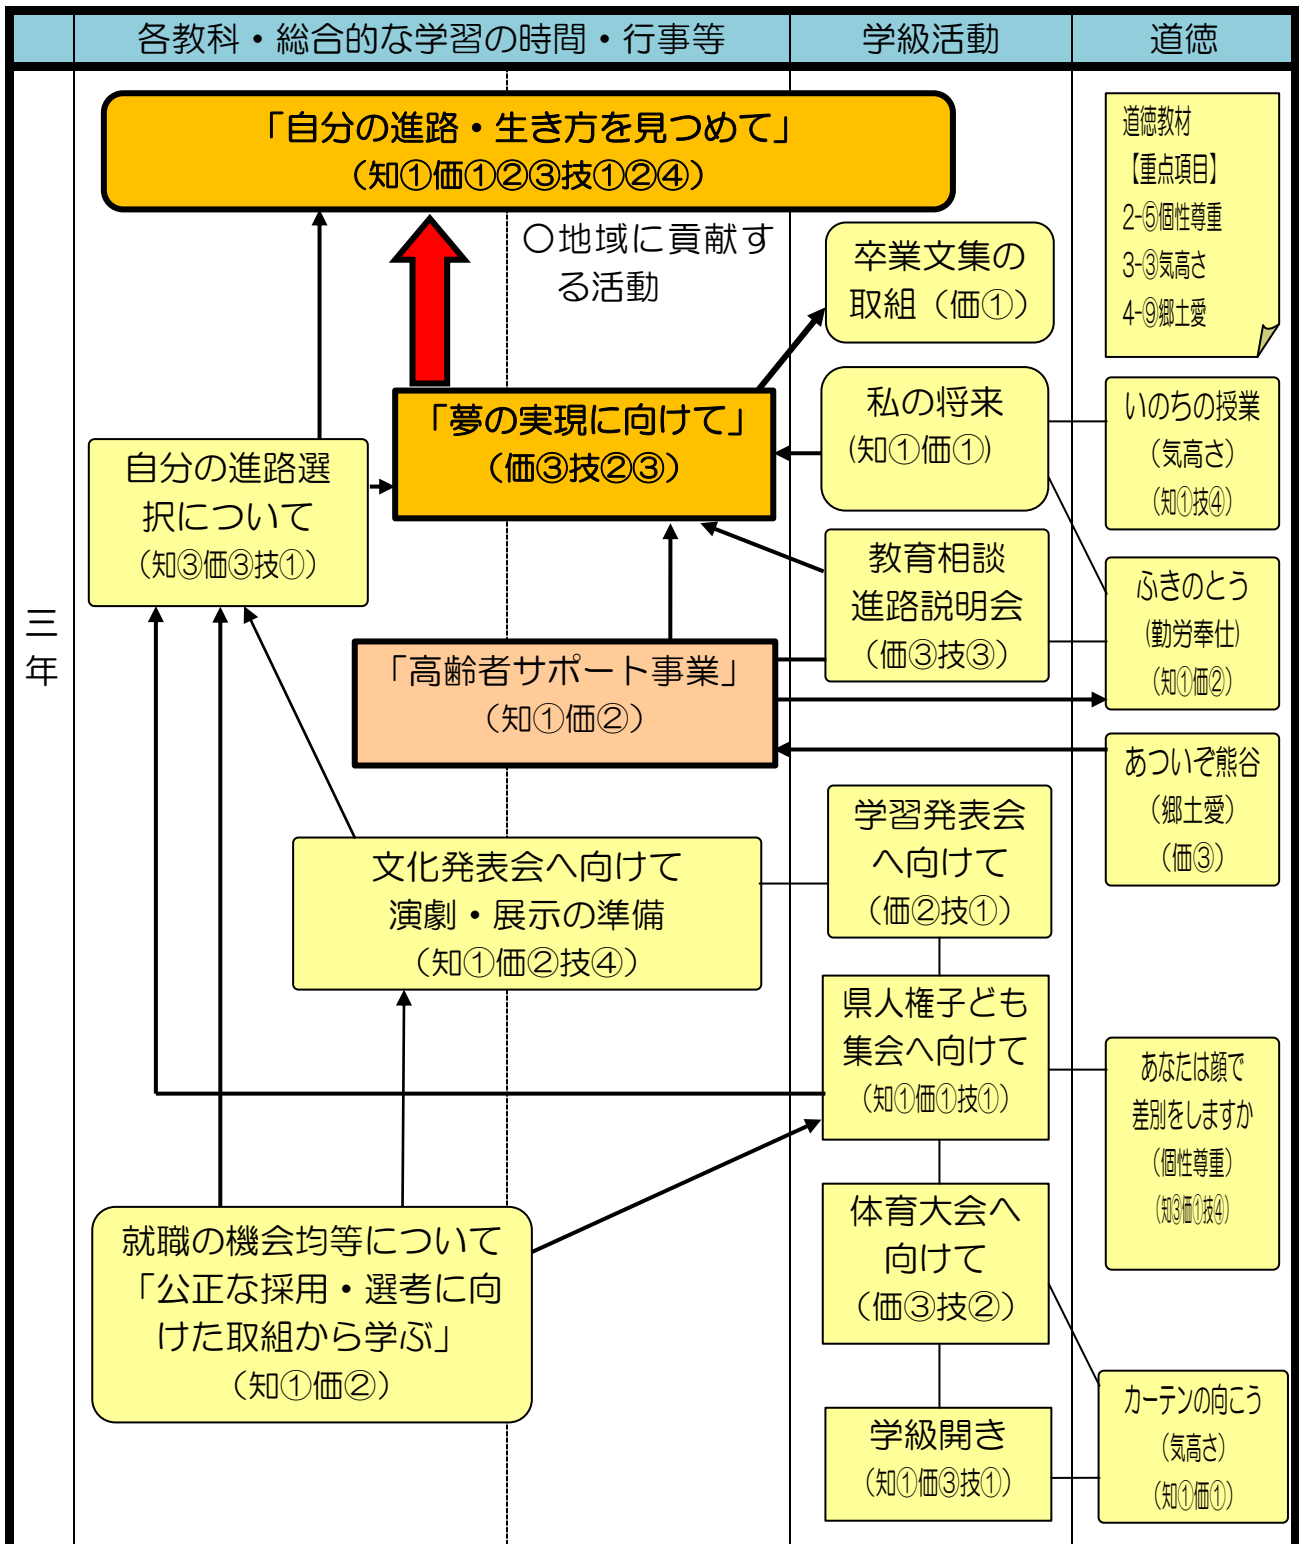 各教科・総合的な学習の時間・行事等
学級活動
道徳
三
年
「自分の進路・生き方を見つめて」
（知①価①②③技①②④）
〇地域に貢献す
る活動
「夢の実現に向けて」
（価③技②③）
自分の進路選
択について
（知③価③技①）
「高齢者サポート事業」
（知①価②）
文化発表会へ向けて
演劇・展示の準備
（知①価②技④）
就職の機会均等について
「公正な採用・選考に向
けた取組から学ぶ」
（知①価②）
卒業文集の
取組（価①）
私の将来
(知①価①)
教育相談
進路説明会
（価③技③）
学習発表会
へ向けて
（価②技①）
県人権子ども
集会へ向けて
（知①価①技①）
体育大会へ
向けて
（価③技②）
学級開き
（知①価③技①）
道徳教材
【重点項目】
2-⑤個性尊重
3-③気高さ
4-⑨郷土愛
いのちの授業
（気高さ）
（知①技④）
ふきのとう
(勤労奉仕)
（知①価②）
あついぞ熊谷
（郷土愛）
（価③）
あなたは顔で
差別をしますか
（個性尊重）
（知③価①技④）
カーテンの向こう
（気高さ）
（知①価①）